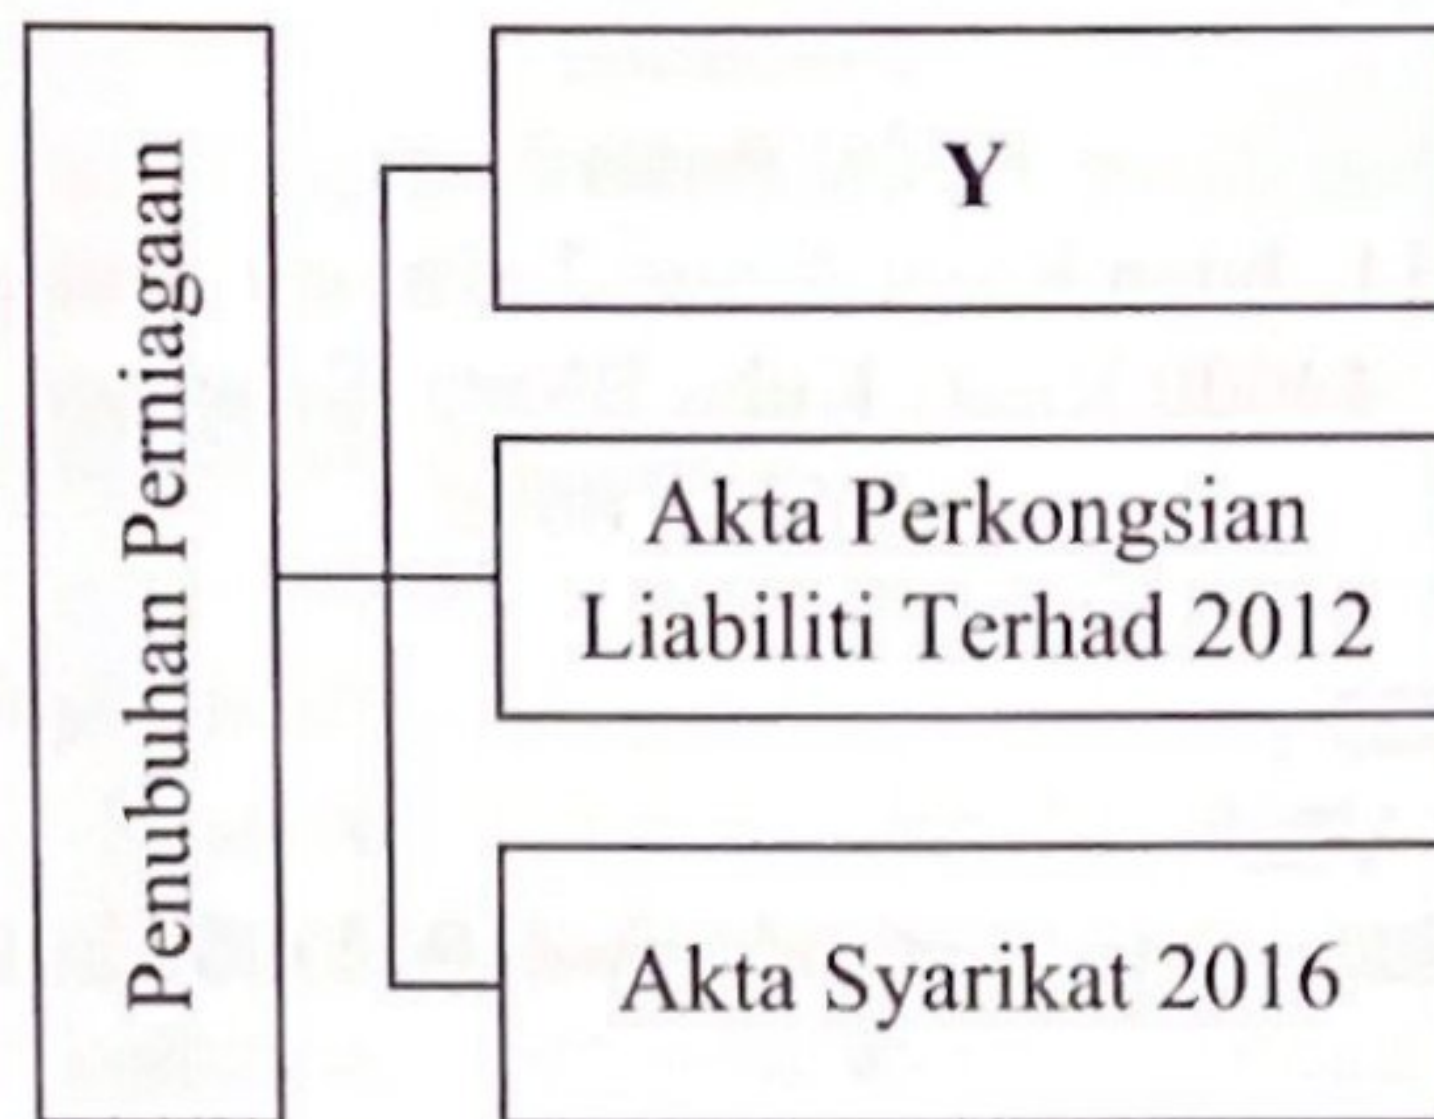 Penubuhan Perniagaan
Y
Akta Perkongsian
Liabiliti Terhad 2012
Akta Syarikat 2016